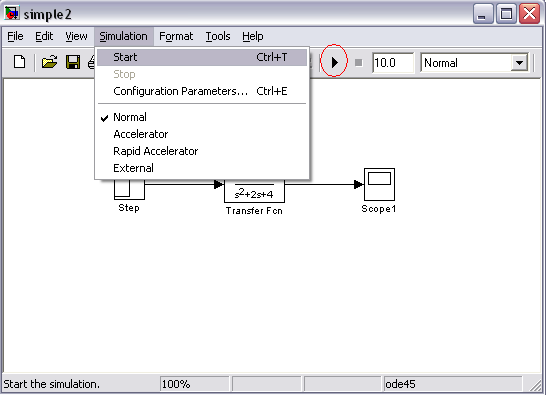 simple2
File Edit View Simulation Format Tools Help
Start Ctrl+T
Stop
Configuration Parameters... Ctrl+E
Normal
Accelerator
Rapid Accelerator
External
10.0 Normal
s²+2s+4
Step
Transfer Fcn
Scope1
Start the simulation. 100% ode45